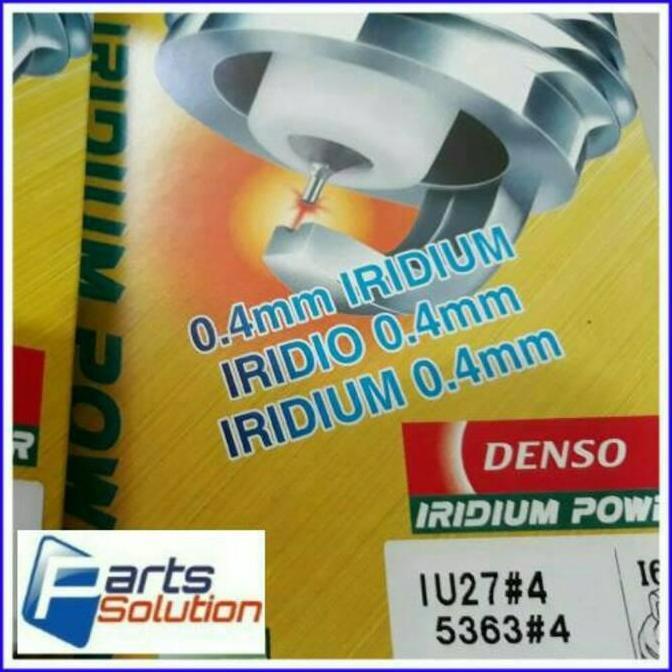 IRIDIUM POW
0.4mm IRIDIUM
IRIDIO 0.4mm
IRIDIUM 0.4mm
R
DENSO
IRIDIUM POW
IU27#4
5363#4
Parts
Solution